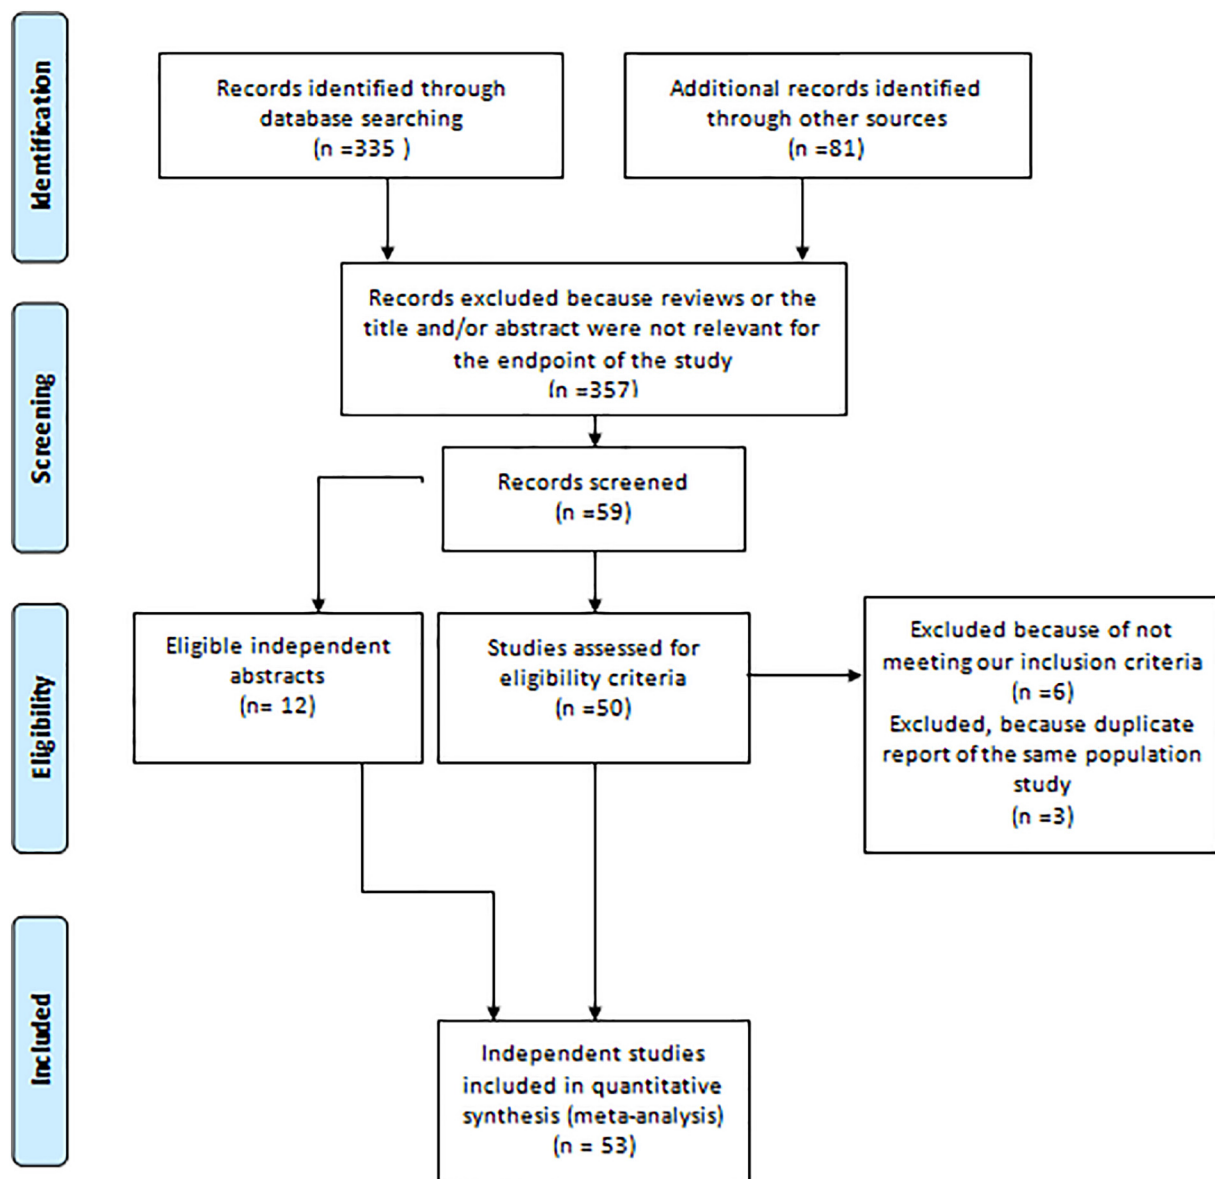 Identification
Records identified through
database searching
(n =335 )
Additional records identified
through other sources
(n =81)
Screening
Records excluded because reviews or the
title and/or abstract were not relevant for
the endpoint of the study
(n =357)
Records screened
(n =59)
Eligibility
Eligible independent
abstracts
(n= 12)
Studies assessed for
eligibility criteria
(n =50)
Excluded because of not
meeting our inclusion criteria
(n =6)
Excluded, because duplicate
report of the same population
study
(n =3)
Included
Independent studies
included in quantitative
synthesis (meta-analysis)
(n = 53)